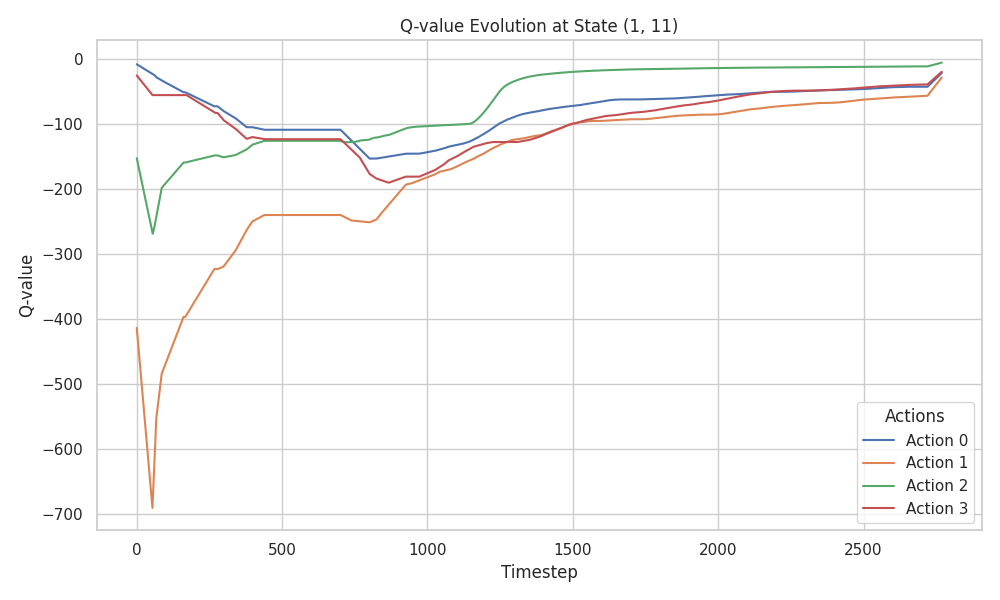 Q-value Evolution at State (1, 11)
Q-value
0
−100
−200
−300
−400
−500
−600
−700
0
500
1000
1500
2000
2500
Timestep
Actions
Action 0
Action 1
Action 2
Action 3